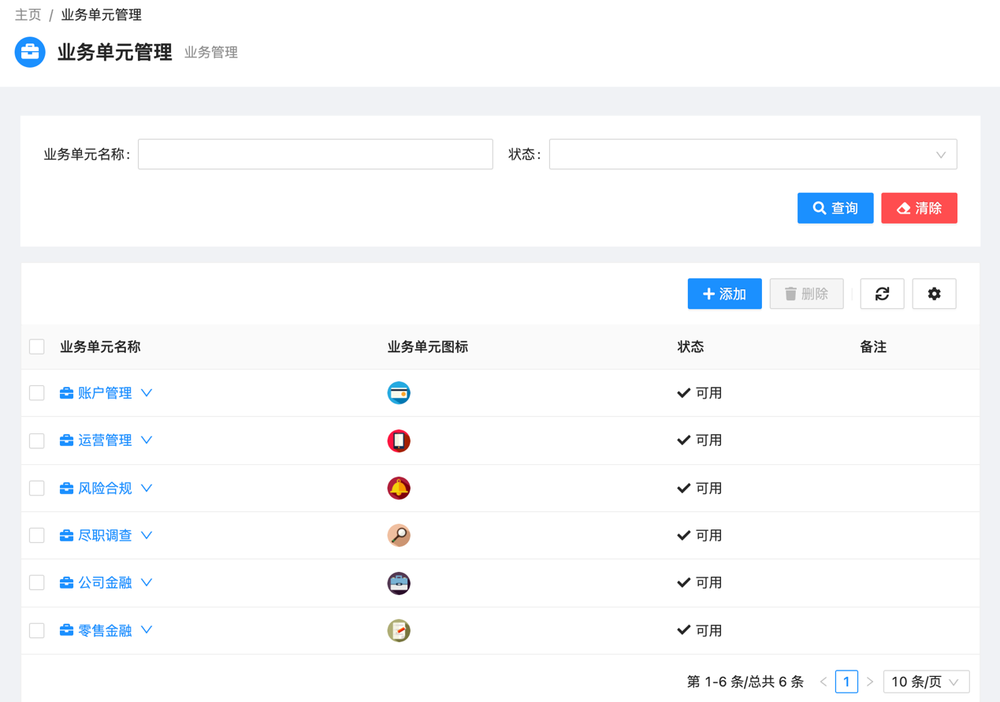 主页 / 业务单元管理
业务单元管理 业务管理
业务单元名称: 状态:
查询 清除
添加 删除
业务单元名称 业务单元图标 状态 备注
账户管理 可用
运营管理 可用
风险合规 可用
尽职调查 可用
公司金融 可用
零售金融 可用
第 1-6 条/总共 6 条 < 1 > 10 条/页